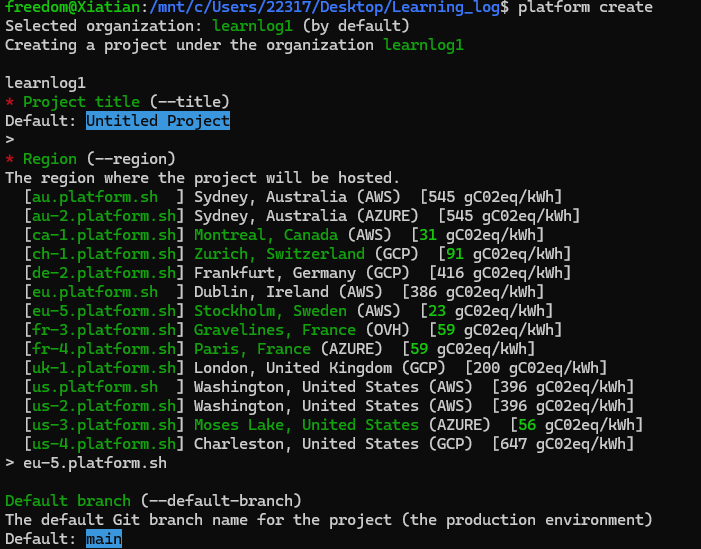 freedom@Xiatian:/mnt/c/Users/22317/Desktop/Learning_log$ platform create
Selected organization: learnlog1 (by default)
Creating a project under the organization learnlog1
learnlog1
* Project title (--title)
Default: Untitled Project
>
* Region (--region)
The region where the project will be hosted.
[au.platform.sh  ] Sydney, Australia (AWS)  [545 gC02eq/kWh]
[au-2.platform.sh] Sydney, Australia (AZURE)  [545 gC02eq/kWh]
[ca-1.platform.sh] Montreal, Canada (AWS)  [31 gC02eq/kWh]
[ch-1.platform.sh] Zurich, Switzerland (GCP)  [91 gC02eq/kWh]
[de-2.platform.sh] Frankfurt, Germany (GCP)  [416 gC02eq/kWh]
[eu.platform.sh  ] Dublin, Ireland (AWS)  [386 gC02eq/kWh]
[eu-5.platform.sh] Stockholm, Sweden (AWS)  [23 gC02eq/kWh]
[fr-3.platform.sh] Gravelines, France (OVH)  [59 gC02eq/kWh]
[fr-4.platform.sh] Paris, France (AZURE)  [59 gC02eq/kWh]
[uk-1.platform.sh] London, United Kingdom (GCP)  [200 gC02eq/kWh]
[us.platform.sh  ] Washington, United States (AWS)  [396 gC02eq/kWh]
[us-2.platform.sh] Washington, United States (AWS)  [396 gC02eq/kWh]
[us-3.platform.sh] Moses Lake, United States (AZURE)  [56 gC02eq/kWh]
[us-4.platform.sh] Charleston, United States (GCP)  [647 gC02eq/kWh]
> eu-5.platform.sh
Default branch (--default-branch)
The default Git branch name for the project (the production environment)
Default: main